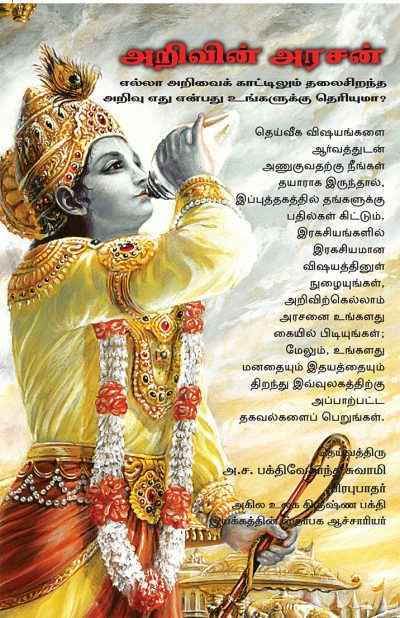 அறிவின் அரசன்
எல்லா அறிவைக் காட்டிலும் தலைசிறந்த
அறிவு எது என்பது உங்களுக்கு தெரியுமா?
தெய்வீக விஷயங்களை
ஆர்வத்துடன்
அணுகுவதற்கு நீங்கள்
தயாராக இருந்தால்,
இப்புத்தகத்தில் தங்களுக்கு
பதில்கள் கிட்டும்.
இரகசியங்களில்
இரகசியமான
விஷயத்தினுள்
நுழையுங்கள்,
அறிவிற்கெல்லாம்
அரசனை உங்களது
கையில் பிடியுங்கள்;
மேலும், உங்களது
மனதையும் இதயத்தையும்
திறந்து இவ்வுலகத்திற்கு
அப்பாற்பட்ட
தகவல்களைப் பெறுங்கள்.
தெய்வத்திரு
அ.ச. பக்திவேதாந்த சுவாமி
பிரபுபாதர்
அகில உலக கிருஷ்ண பக்தி
இயக்கத்தின் ஸ்தாபக ஆச்சாரியர்